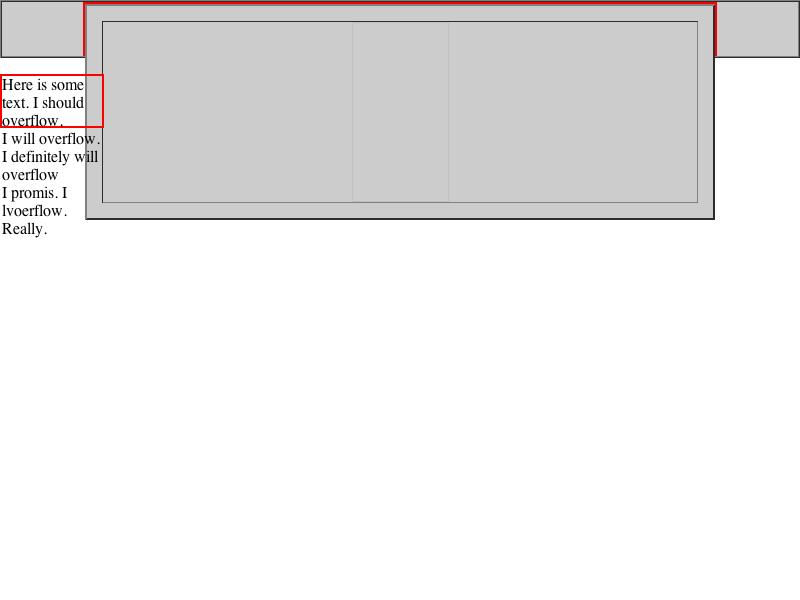 Here is some
text. I should
overflow.
I will overflow.
I definitely will
overflow
I promis. I
lvoerflow.
Really.